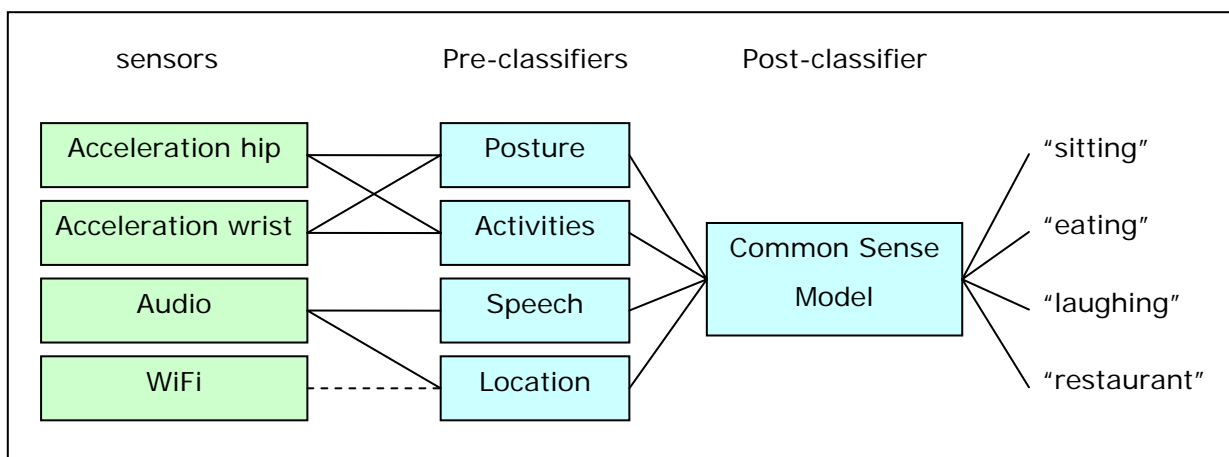 sensors Pre-classifiers Post-classifier
Acceleration hip Posture “sitting”
Acceleration wrist Activities “eating”
Common Sense
Model
Audio Speech “laughing”
WiFi Location “restaurant”